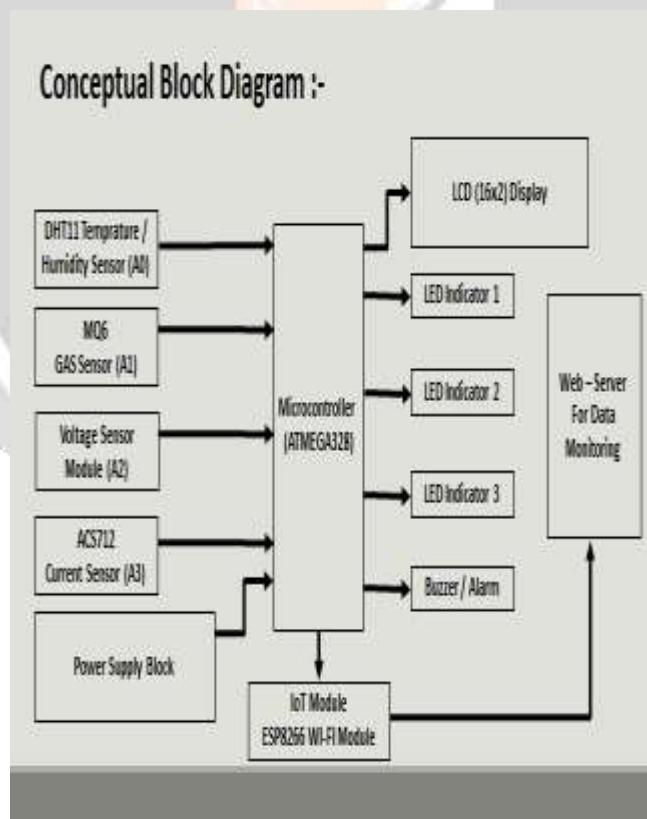 Conceptual Block Diagram :-
LCD (16x2) Display
DHT11 Temprature /
Humidity Sensor (A0)
LED Indicator 1
MQ6
GAS Sensor (A1)
Microcontroller
(ATMEGA328)
LED Indicator 2
Web – Server
For Data
Monitoring
Voltage Sensor
Module (A2)
LED Indicator 3
ACS712
Current Sensor (A3)
Buzzer / Alarm
Power Supply Block
IoT Module
ESP8266 WI-FI Module